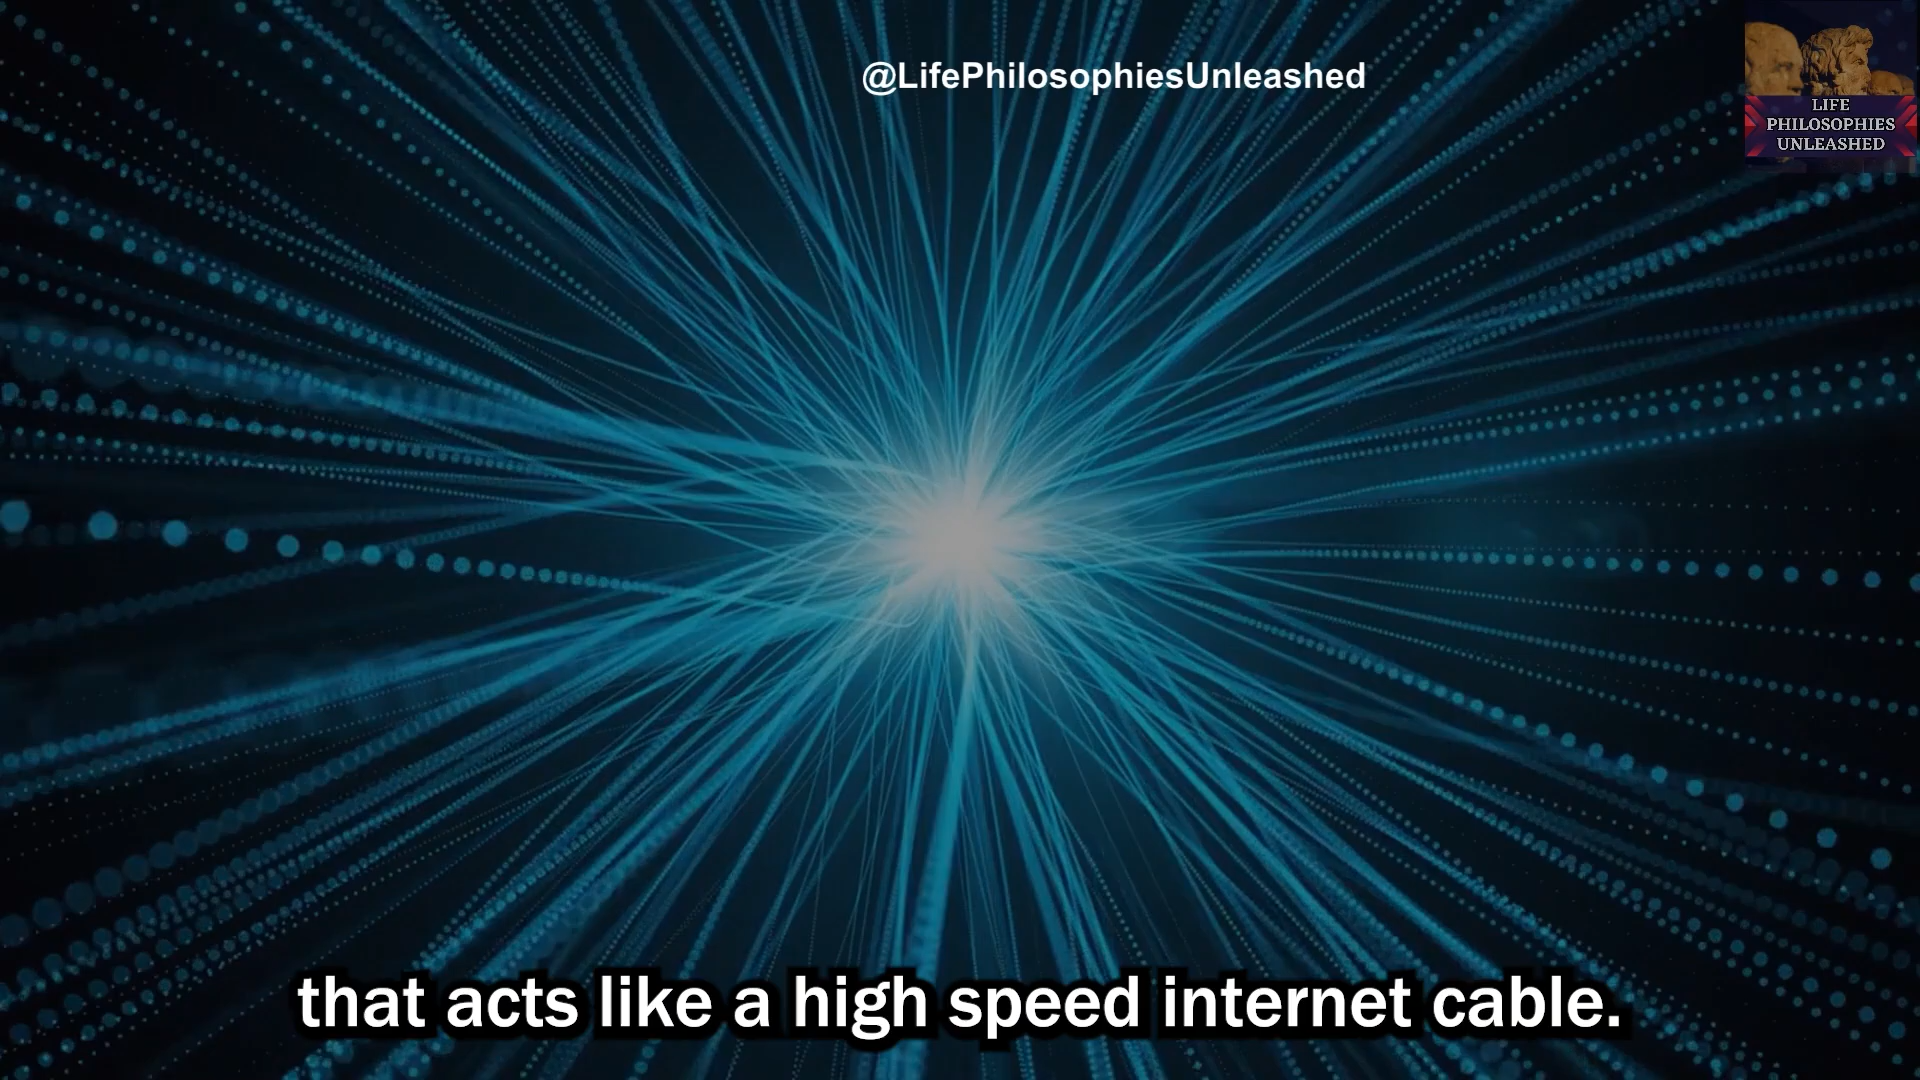 @LifePhilosophiesUnleashed
LIFE
PHILOSOPHIES
UNLEASHED
that acts like a high speed internet cable.